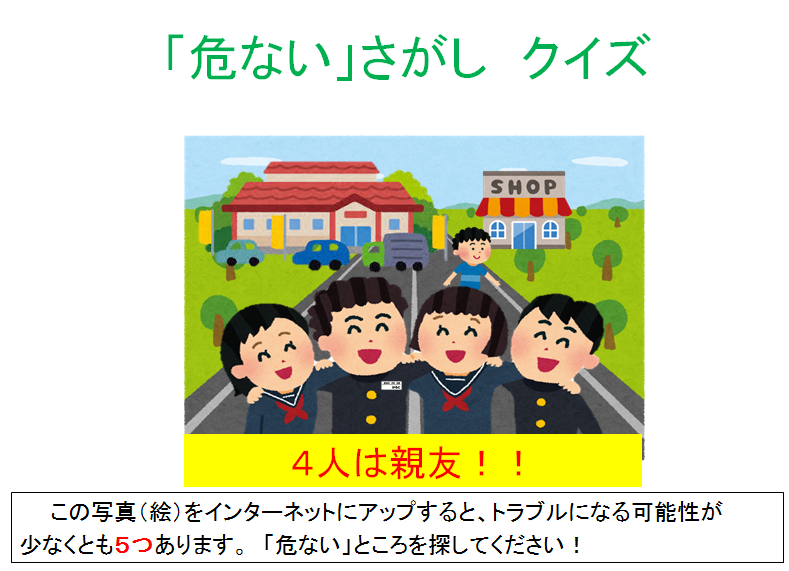 「危ない」さがし　クイズ
SHOP
４人は親友！！
この写真（絵）をインターネットにアップすると、トラブルになる可能性が
少なくとも５つあります。「危ない」ところを探してください！